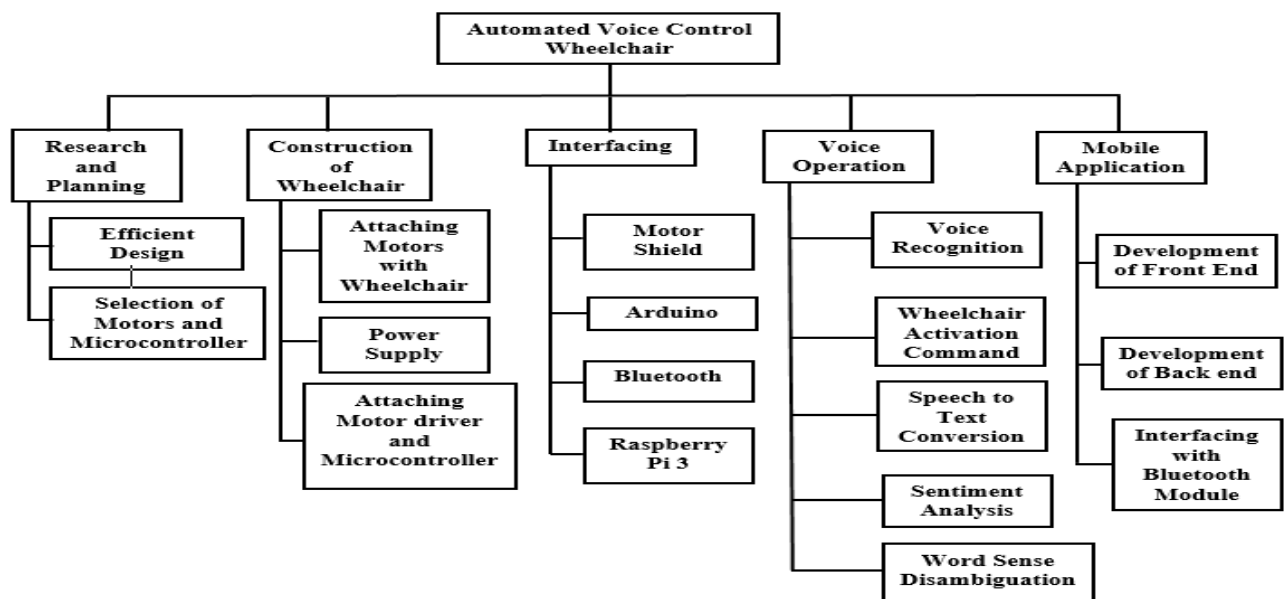 Automated Voice Control
Wheelchair
Research
and
Planning
Construction
of
Wheelchair
Interfacing
Voice
Operation
Mobile
Application
Efficient
Design
Selection of
Motors and
Microcontroller
Attaching
Motors
with
Wheelchair
Power
Supply
Attaching
Motor driver
and
Microcontroller
Motor
Shield
Arduino
Bluetooth
Raspberry
Pi 3
Voice
Recognition
Wheelchair
Activation
Command
Speech to
Text
Conversion
Sentiment
Analysis
Word Sense
Disambiguation
Development
of Front End
Development
of Back end
Interfacing
with
Bluetooth
Module